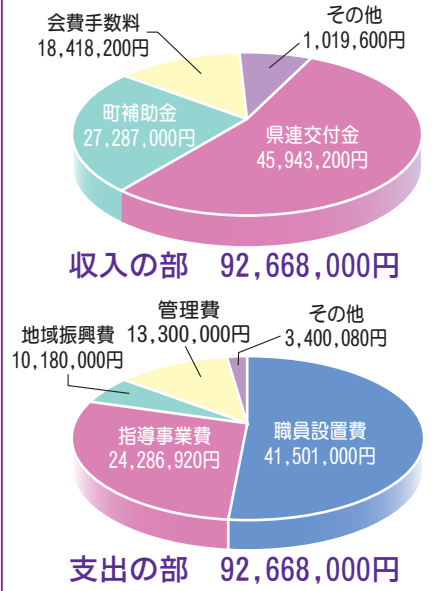 会費手数料
18,418,200円
その他
1,019,600円
町補助金
27,287,000円
県連交付金
45,943,200円
収入の部 92,668,000円
管理費
13,300,000円
その他
3,400,080円
地域振興費
10,180,000円
指導事業費
24,286,920円
職員設置費
41,501,000円
支出の部 92,668,000円